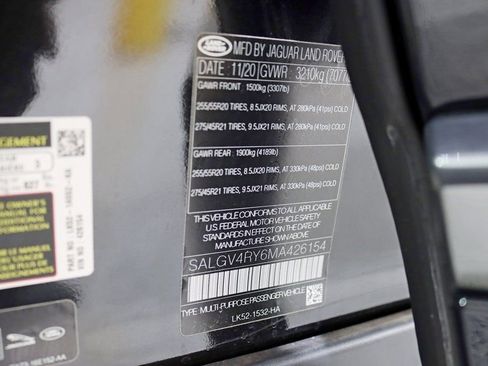 LAND ROVER
MFD BY JAGUAR LAND ROVER
DATE : 11/20 GVWR : 3210kg (7077
GAWR FRONT : 1500kg (3307lb)
255/55R20 TIRES, 8.5JX20 RIMS, AT 280kPa (41psi) COLD
275/45R21 TIRES, 9.5JX21 RIMS, AT 280kPa (41psi) COLD
GAWR REAR : 1900kg (4189lb)
255/55R20 TIRES, 8.5JX20 RIMS, AT 330kPa (48psi) COLD
275/45R21 TIRES, 9.5JX21 RIMS, AT 330kPa (48psi) COLD
THIS VEHICLE CONFORMS TO ALL APPLICABLE
U.S. FEDERAL MOTOR VEHICLE SAFETY
STANDARDS IN EFFECT ON THE DATE OF
MANUFACTURE SHOWN ABOVE.
SALGV4RY6MA426154
TYPE: MULTI-PURPOSE PASSENGER VEHICLE
LK52-1532-HA